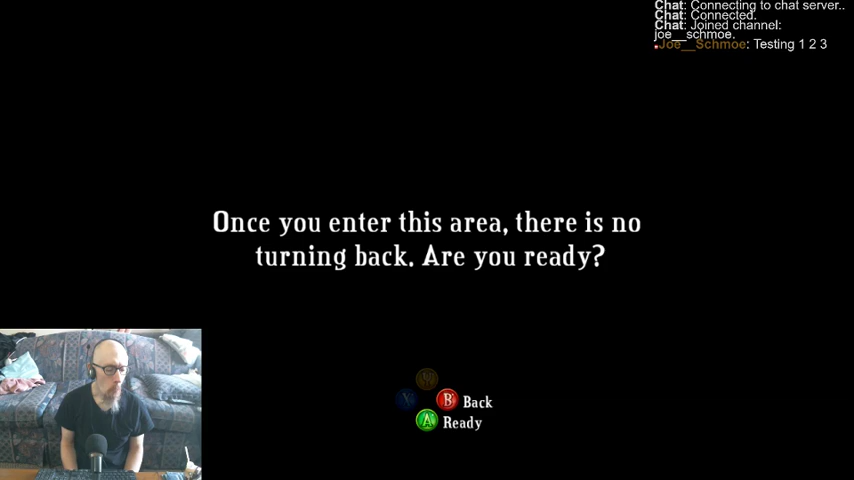 Chat: Connecting to chat server..
Chat: Connected.
Chat: Joined channel:
joe__schmoe.
Joe__Schmoe: Testing 1 2 3
Once you enter this area, there is no
turning back. Are you ready?
Y
X
B Back
A Ready